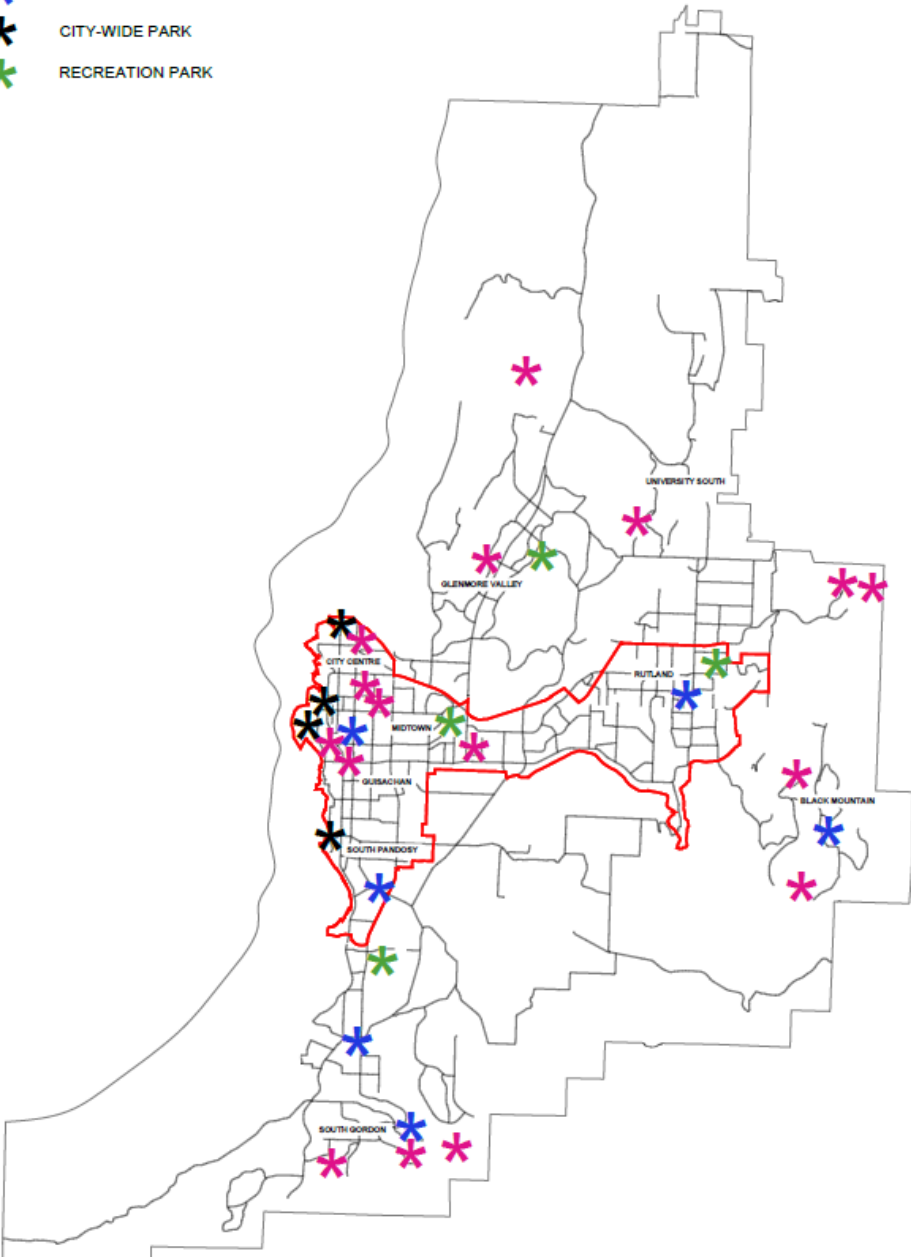 CITY-WIDE PARK
RECREATION PARK
UNIVERSITY SOUTH
GLENMORE VALLEY
CITY CENTRE
RUTLAND
MIDTOWN
GUISACHAN
BLACK MOUNTAIN
SOUTH PANDOSY
SOUTH GORDON